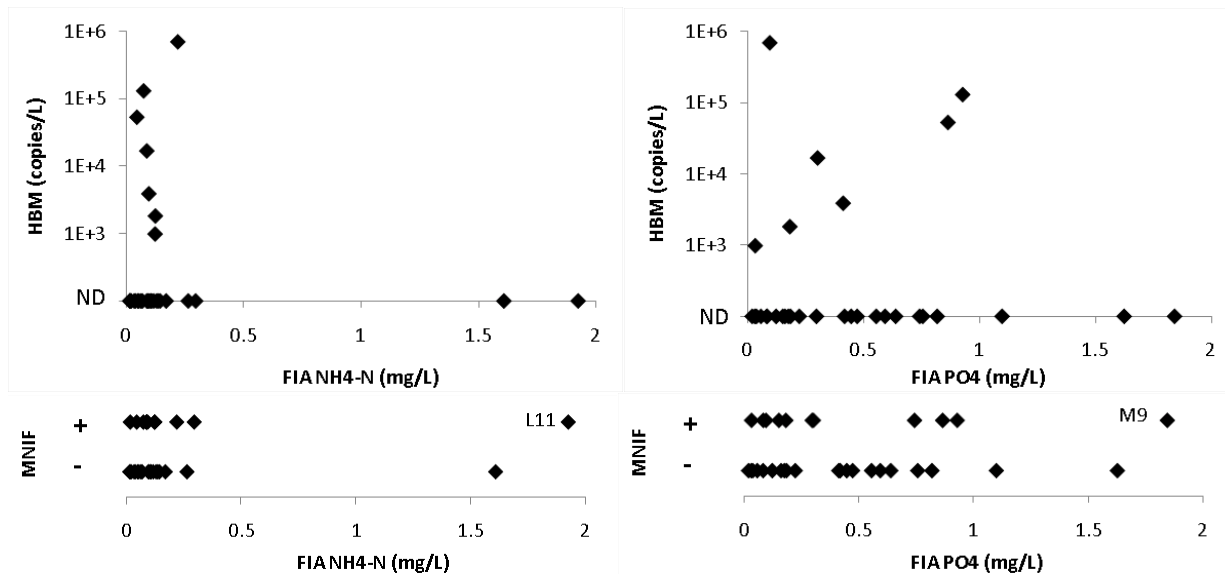 1E+6
1E+5
1E+4
1E+3
ND
HBM (copies/L)
0 0.5 1 1.5 2
FIA NH4-N (mg/L)
1E+6
1E+5
1E+4
1E+3
ND
HBM (copies/L)
0 0.5 1 1.5 2
FIA PO4 (mg/L)
MNIF
+
-
L11
0 0.5 1 1.5 2
FIA NH4-N (mg/L)
MNIF
+
-
M9
0 0.5 1 1.5 2
FIA PO4 (mg/L)